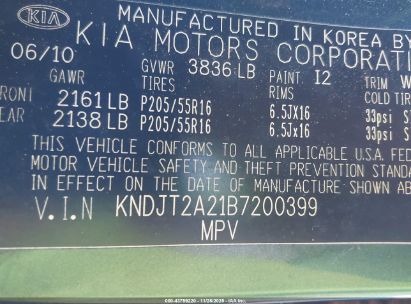 KIA
MANUFACTURED IN KOREA BY
KIA MOTORS CORPORATI
06/10
GVWR 3836 LB PAINT I2 TRIM W
GAWR TIRES RIMS COLD TIR
FRONT 2161 LB P205/55R16 6.5JX16 33psi S
EAR 2138 LB P205/55R16 6.5JX16 33psi S
THIS VEHICLE CONFORMS TO ALL APPLICABLE U.S.A. FED
MOTOR VEHICLE SAFETY AND THEFT PREVENTION STANDA
IN EFFECT ON THE DATE OF MANUFACTURE SHOWN ABO
V.I.N KNDJT2A21B7200399
MPV